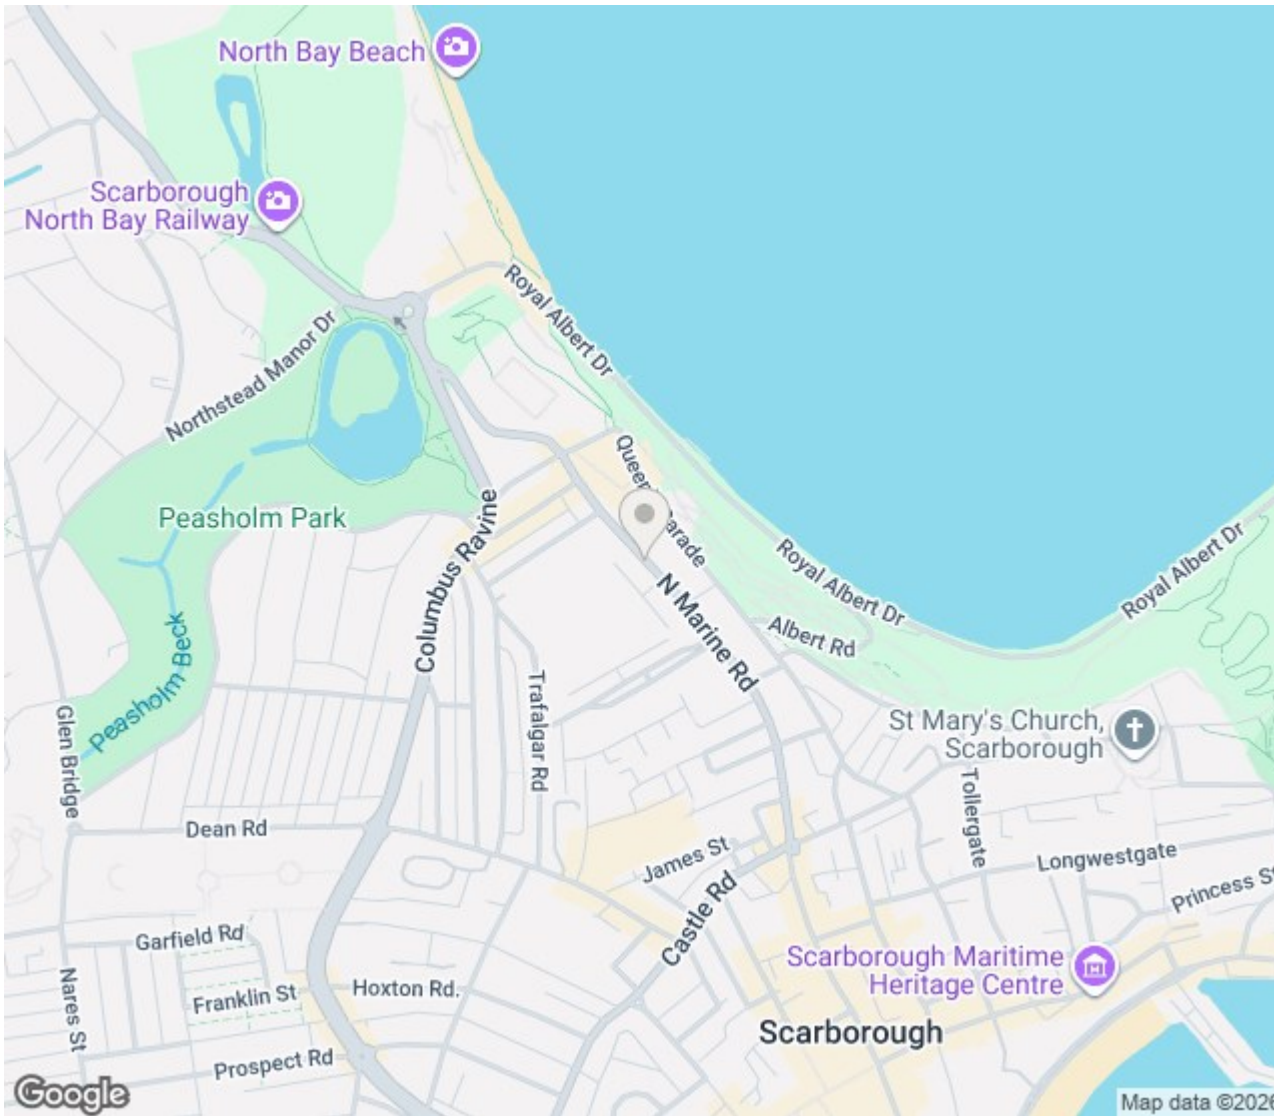 North Bay Beach
Scarborough
North Bay Railway
Royal Albert Dr
Northstead Manor Dr
Peasholm Park
Columbus Ravine
N Marine Rd
Royal Albert Dr
Royal Albert Dr
Albert Rd
Peasholm Beck
Glen Bridge
Trafalgar Rd
St Mary's Church,
Scarborough
Tollergate
Dean Rd
James St
Longwestgate
Princess St
Castle Rd
Garfield Rd
Scarborough Maritime
Heritage Centre
Nares St
Franklin St
Hoxton Rd.
Scarborough
Prospect Rd
Google
Map data ©2026